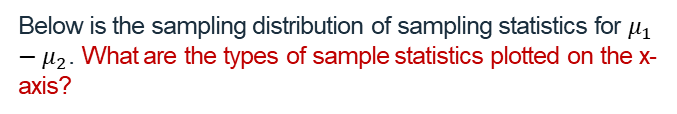 Below is the sampling distribution of sampling statistics for μ₁
− μ₂. What are the types of sample statistics plotted on the x-
axis?